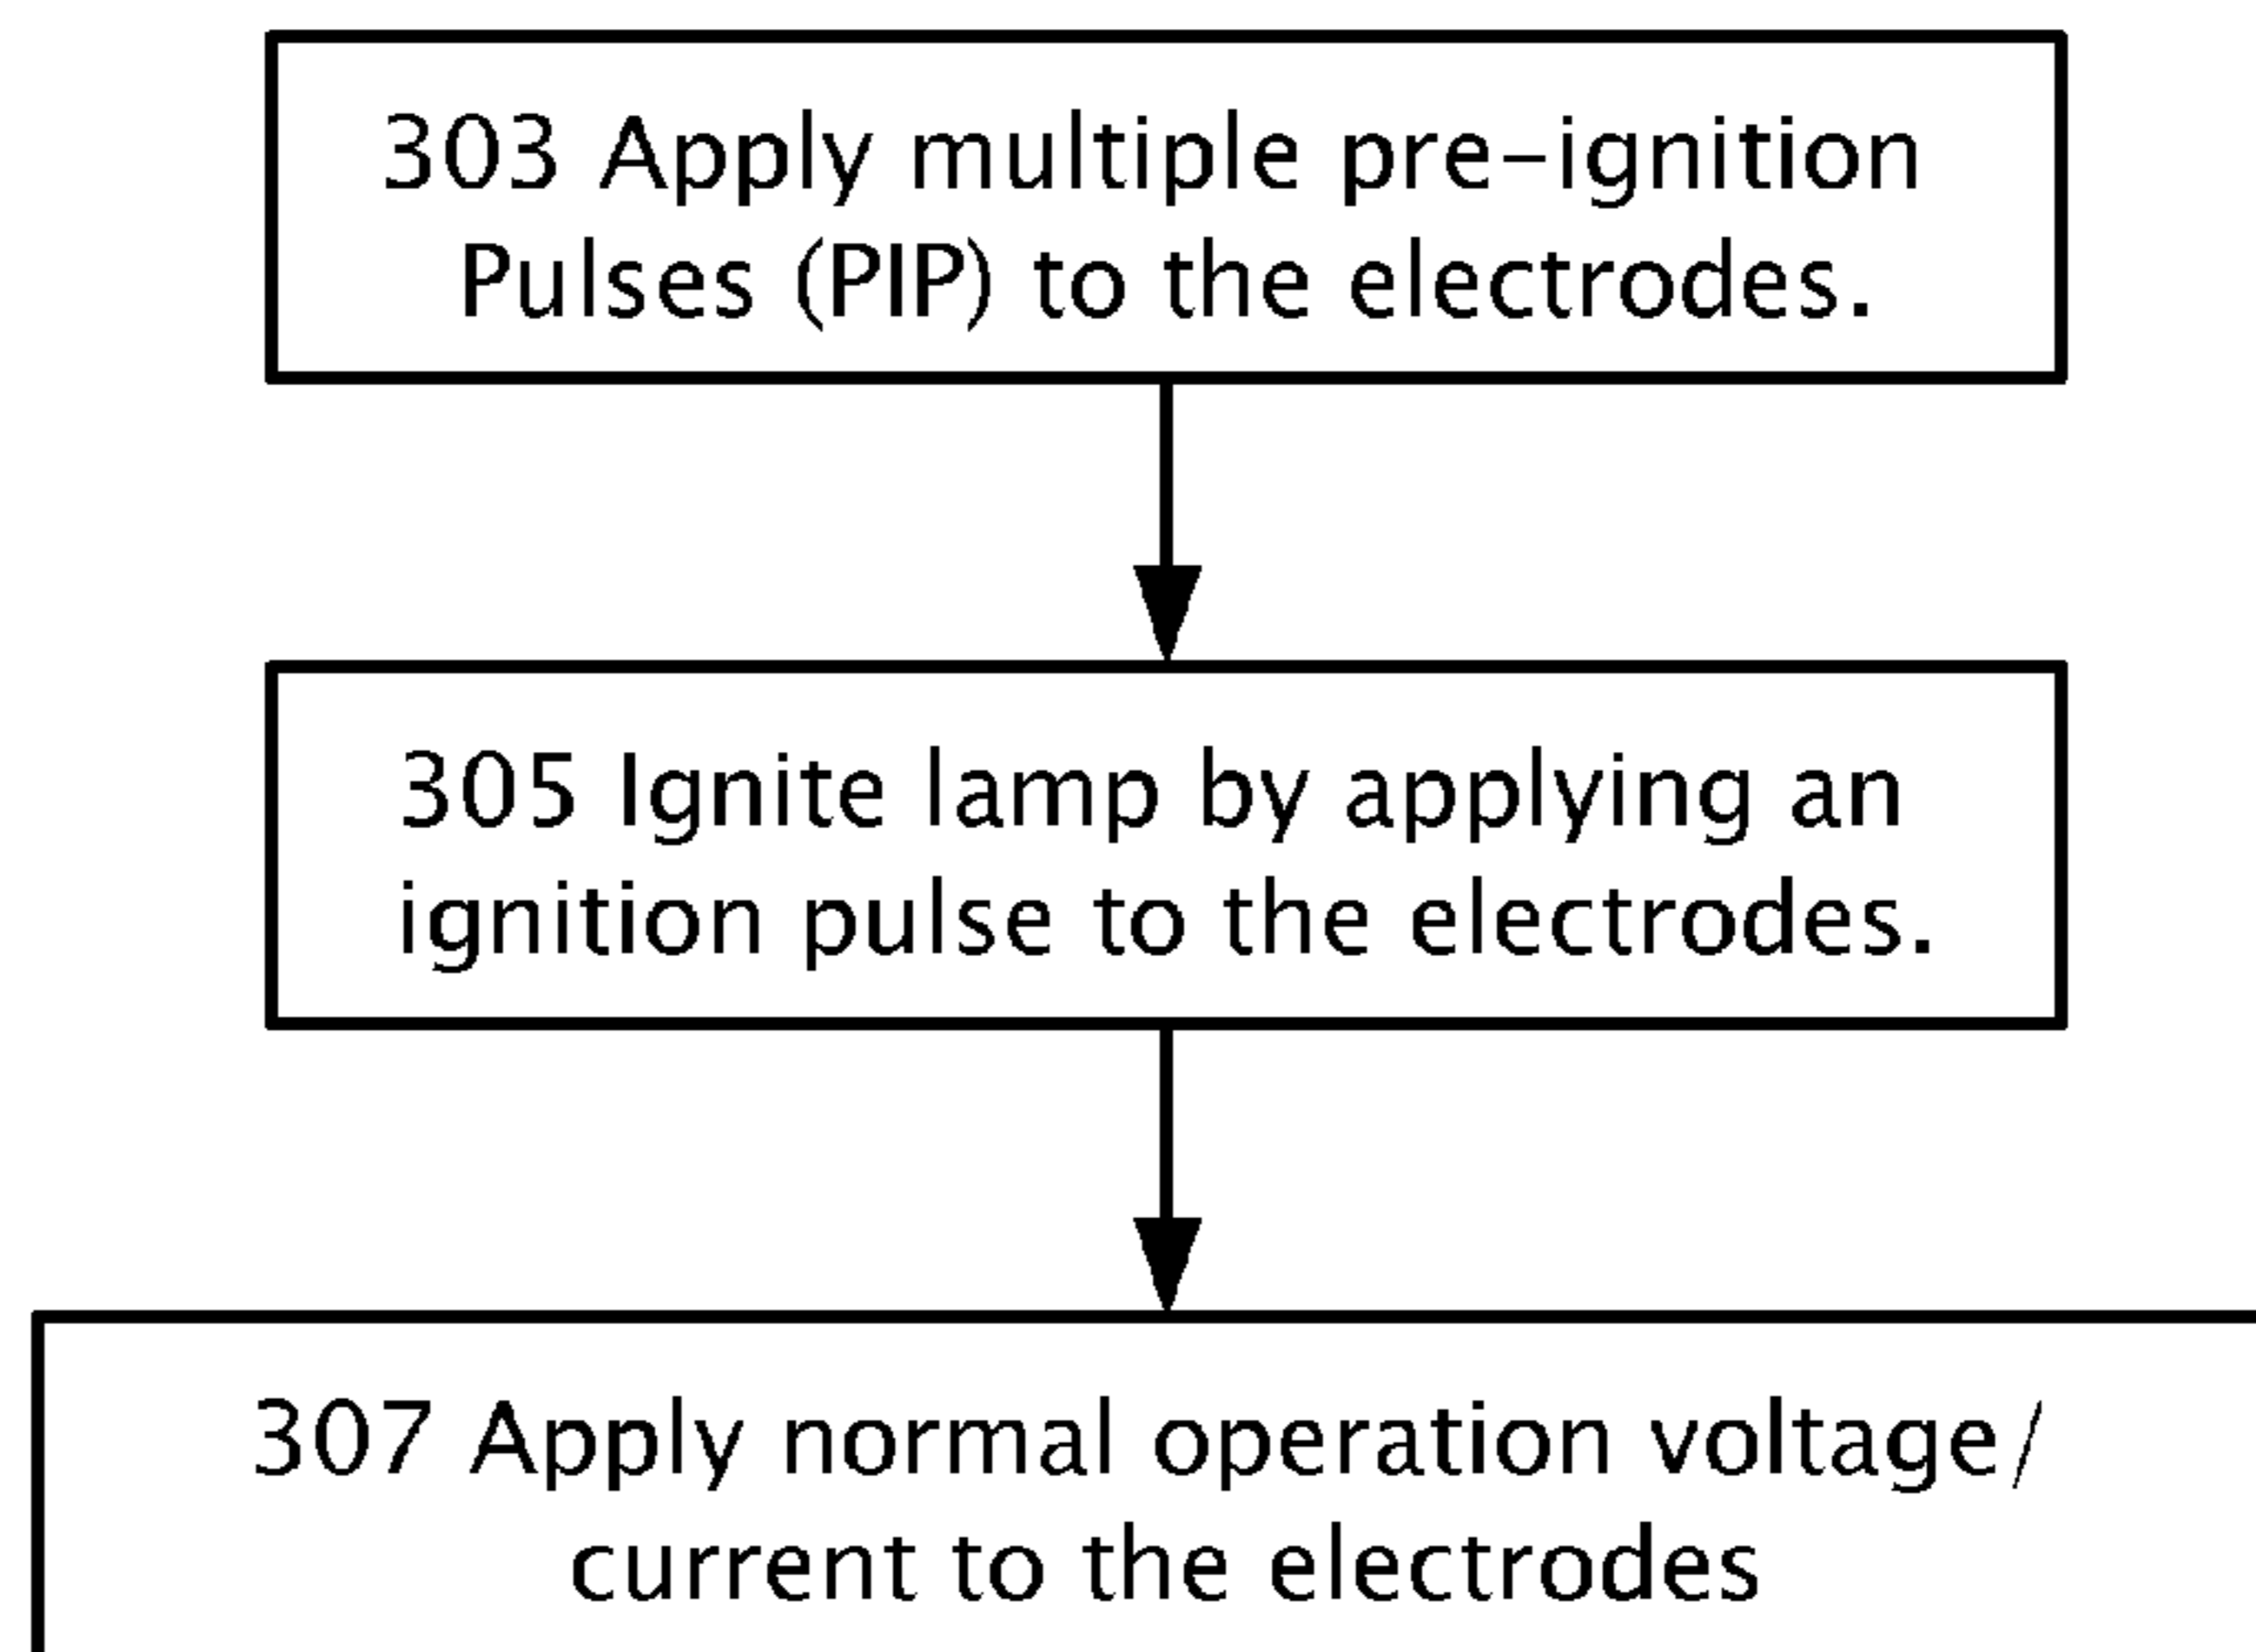 303 Apply multiple pre-ignition
Pulses (PIP) to the electrodes.
305 Ignite lamp by applying an
ignition pulse to the electrodes.
307 Apply normal operation voltage/
current to the electrodes